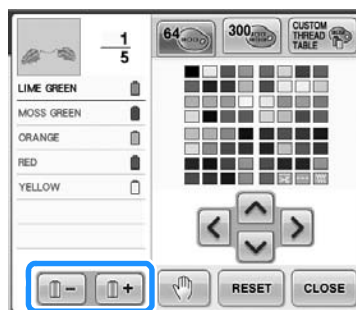 1
5
64
300
CUSTOM
THREAD
TABLE
LIME GREEN
MOSS GREEN
ORANGE
RED
YELLOW
RESET
CLOSE